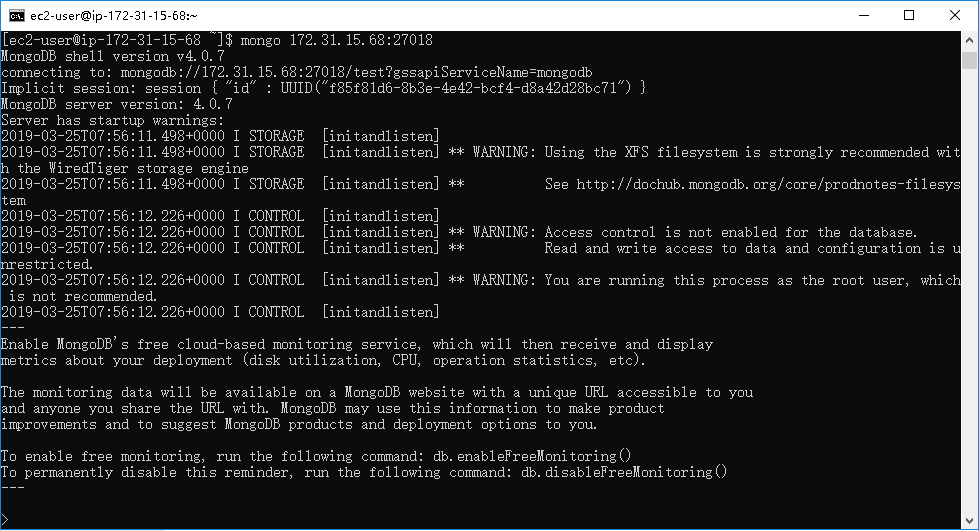 ec2-user@ip-172-31-15-68:~
[ec2-user@ip-172-31-15-68 ~]$ mongo 172.31.15.68:27018
MongoDB shell version v4.0.7
connecting to: mongodb://172.31.15.68:27018/test?gssapiServiceName=mongodb
Implicit session: session { "id" : UUID("f85f81d6-8b3e-4e42-bcf4-d8a42d28bc71") }
MongoDB server version: 4.0.7
Server has startup warnings:
2019-03-25T07:56:11.498+0000 I STORAGE  [initandlisten]
2019-03-25T07:56:11.498+0000 I STORAGE  [initandlisten] ** WARNING: Using the XFS filesystem is strongly recommended wit
h the WiredTiger storage engine
2019-03-25T07:56:11.498+0000 I STORAGE  [initandlisten] **          See http://dochub.mongodb.org/core/prodnotes-filesys
tem
2019-03-25T07:56:12.226+0000 I CONTROL  [initandlisten]
2019-03-25T07:56:12.226+0000 I CONTROL  [initandlisten] ** WARNING: Access control is not enabled for the database.
2019-03-25T07:56:12.226+0000 I CONTROL  [initandlisten] **          Read and write access to data and configuration is u
nrestricted.
2019-03-25T07:56:12.226+0000 I CONTROL  [initandlisten] ** WARNING: You are running this process as the root user, which
 is not recommended.
2019-03-25T07:56:12.226+0000 I CONTROL  [initandlisten]
---
Enable MongoDB's free cloud-based monitoring service, which will then receive and display
metrics about your deployment (disk utilization, CPU, operation statistics, etc).

The monitoring data will be available on a MongoDB website with a unique URL accessible to you
and anyone you share the URL with. MongoDB may use this information to make product
improvements and to suggest MongoDB products and deployment options to you.

To enable free monitoring, run the following command: db.enableFreeMonitoring()
To permanently disable this reminder, run the following command: db.disableFreeMonitoring()
---

>